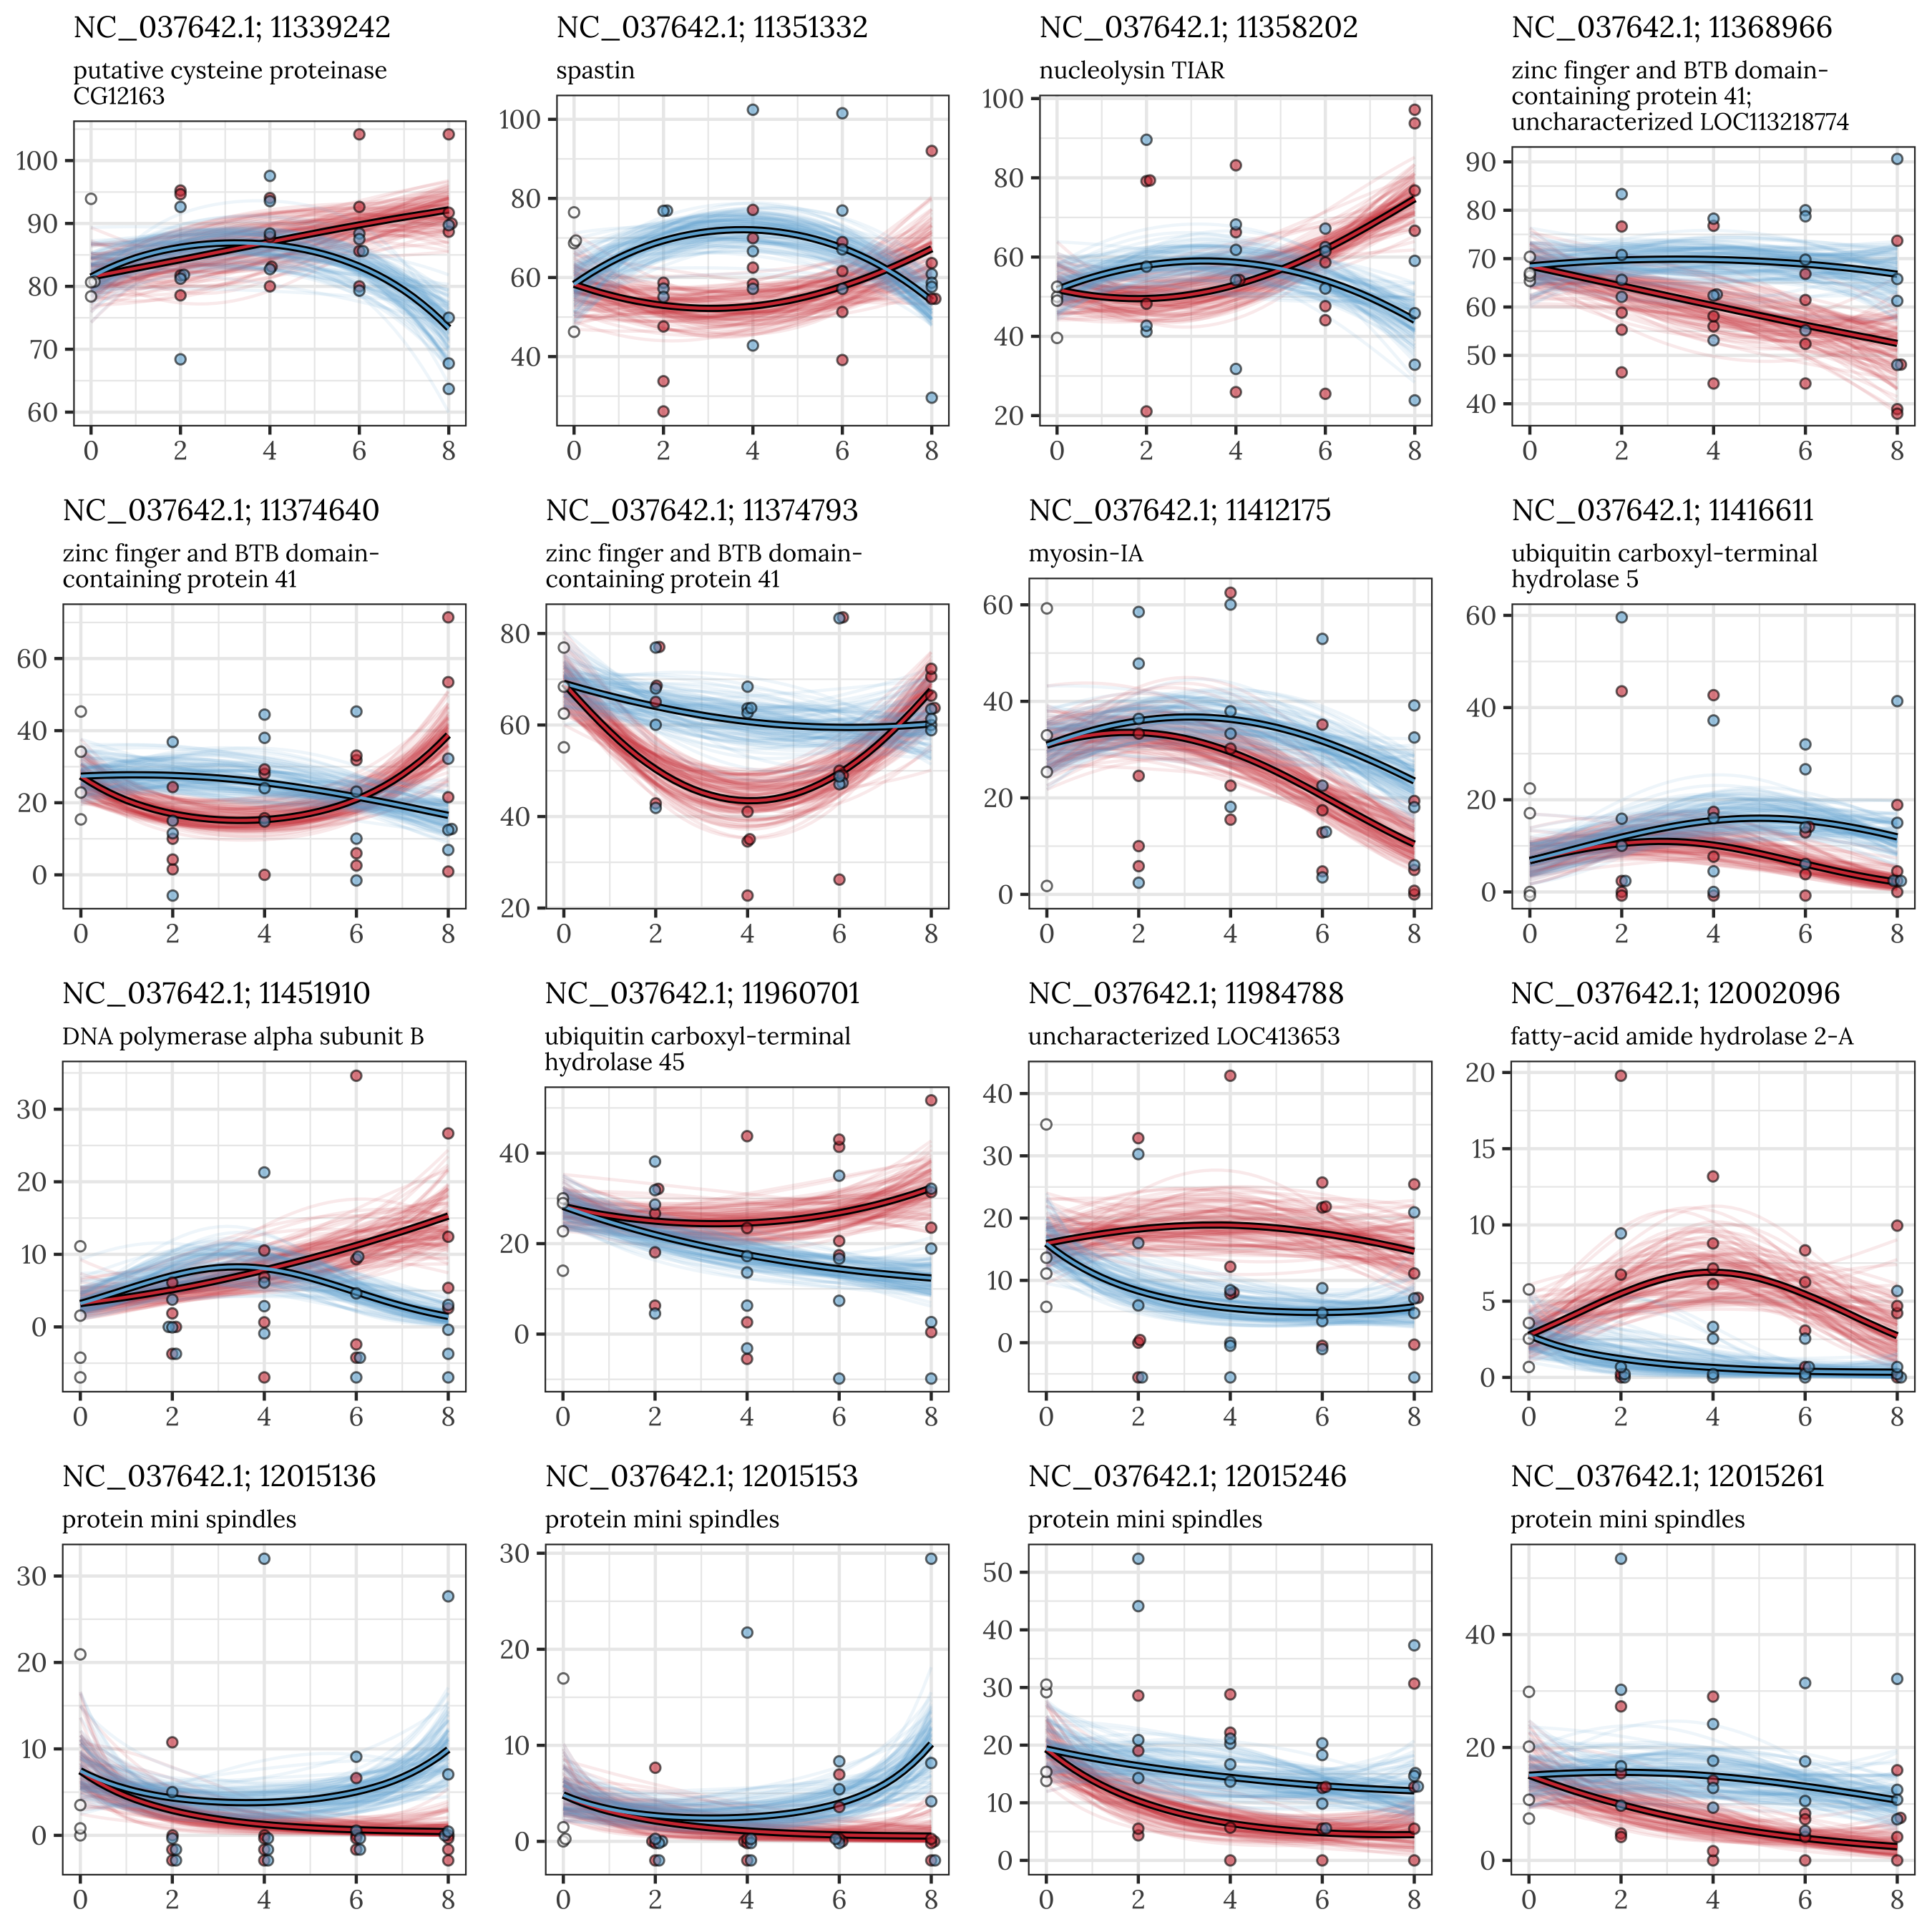 NC_037642.1; 11339242
putative cysteine proteinase
CG12163
100
90
80
70
60
0 2 4 6 8
NC_037642.1; 11351332
spastin
100
80
60
40
0 2 4 6 8
NC_037642.1; 11358202
nucleolysin TIAR
100
80
60
40
20
0 2 4 6 8
NC_037642.1; 11368966
zinc finger and BTB domain-
containing protein 41;
uncharacterized LOC113218774
90
80
70
60
50
40
0 2 4 6 8
NC_037642.1; 11374640
zinc finger and BTB domain-
containing protein 41
60
40
20
0
0 2 4 6 8
NC_037642.1; 11374793
zinc finger and BTB domain-
containing protein 41
80
60
40
20
0 2 4 6 8
NC_037642.1; 11412175
myosin-IA
60
40
20
0
0 2 4 6 8
NC_037642.1; 11416611
ubiquitin carboxyl-terminal
hydrolase 5
60
40
20
0
0 2 4 6 8
NC_037642.1; 11451910
DNA polymerase alpha subunit B
30
20
10
0
0 2 4 6 8
NC_037642.1; 11960701
ubiquitin carboxyl-terminal
hydrolase 45
40
20
0
0 2 4 6 8
NC_037642.1; 11984788
uncharacterized LOC413653
40
30
20
10
0
0 2 4 6 8
NC_037642.1; 12002096
fatty-acid amide hydrolase 2-A
20
15
10
5
0
0 2 4 6 8
NC_037642.1; 12015136
protein mini spindles
30
20
10
0
0 2 4 6 8
NC_037642.1; 12015153
protein mini spindles
30
20
10
0
0 2 4 6 8
NC_037642.1; 12015246
protein mini spindles
50
40
30
20
10
0
0 2 4 6 8
NC_037642.1; 12015261
protein mini spindles
40
20
0
0 2 4 6 8